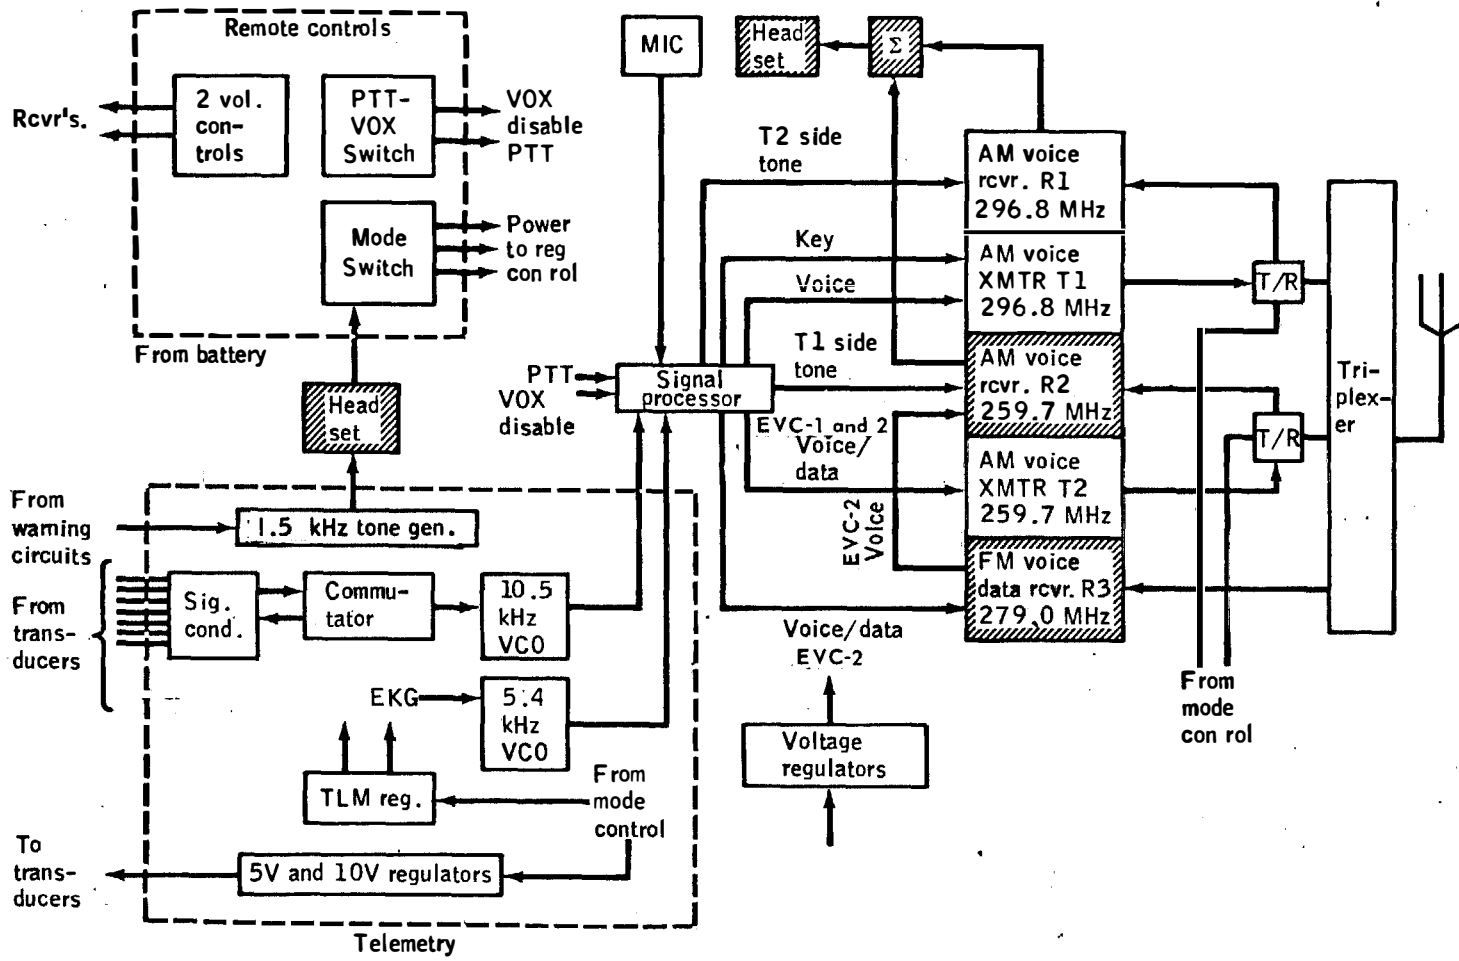 Remote controls
Rcvr's.
2 vol.
con-
trols
PTT-
VOX
Switch
VOX
disable
PTT
Mode
Switch
Power
to reg
con rol
From battery
Head
set
From
warning
circuits
1.5 kHz tone gen.
From
trans-
ducers
Sig.
cond.
Commu-
tator
10.5
kHz
VCO
EKG
5.4
kHz
VCO
TLM reg.
From
mode
control
To
trans-
ducers
5V and 10V regulators
Telemetry
MIC
Head
set
Σ
T2 side
tone
Key
Voice
T1 side
tone
PTT
VOX
disable
Signal
processor
EVC-1 and 2
Voice/
data
EVC-2
Voice
Voice/data
EVC-2
Voltage
regulators
AM voice
rcvr. R1
296.8 MHz
AM voice
XMTR T1
296.8 MHz
AM voice
rcvr. R2
259.7 MHz
AM voice
XMTR T2
259.7 MHz
FM voice
data rcvr. R3
279.0 MHz
T/R
T/R
Tri-
plex-
er
From
mode
con rol